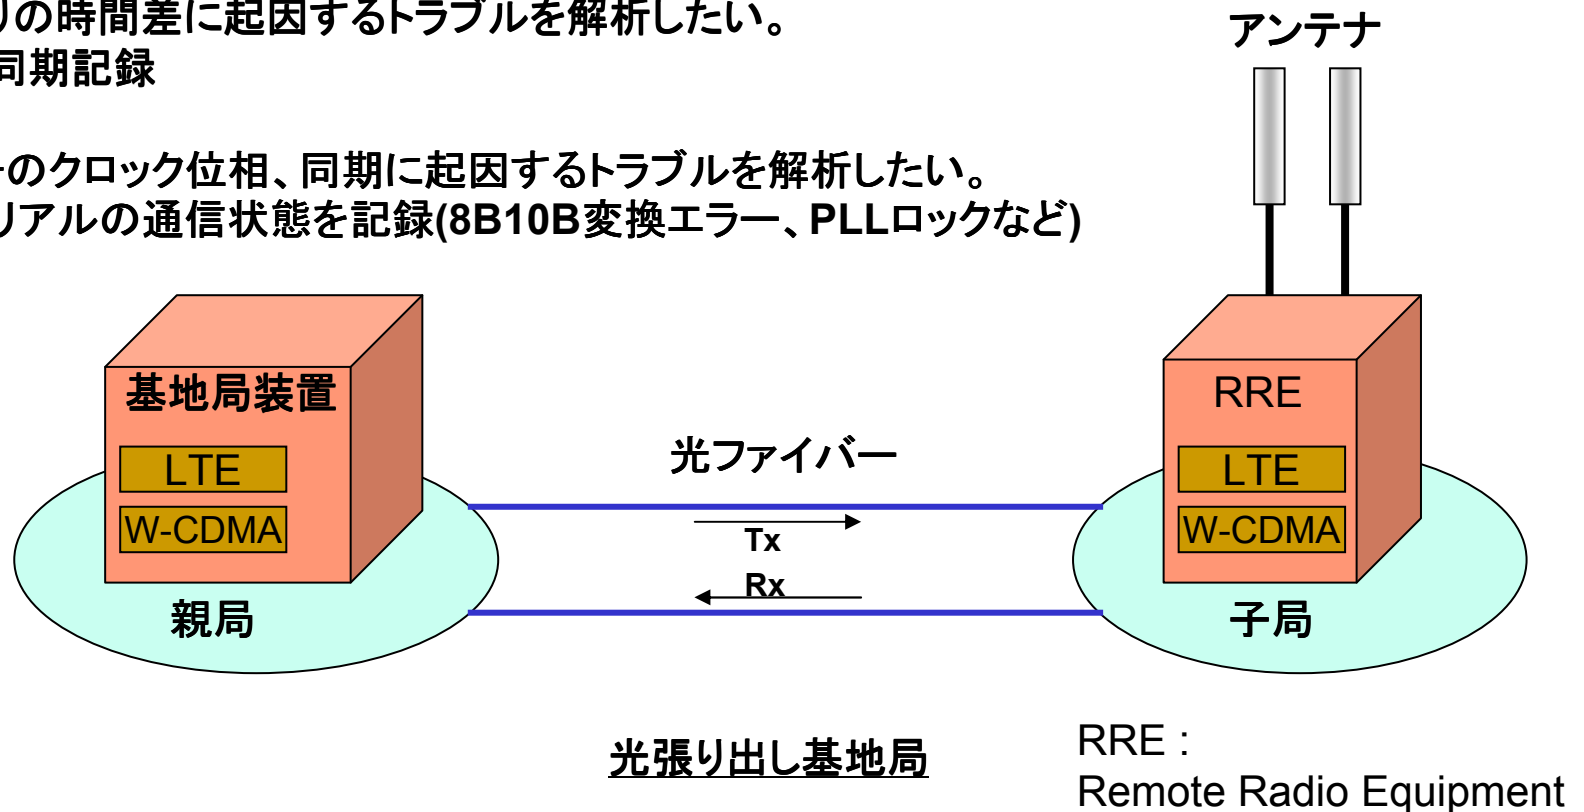 の時間差に起因するトラブルを解析したい。
同期記録
のクロック位相、同期に起因するトラブルを解析したい。
リアルの通信状態を記録(8B10B変換エラー、PLLロックなど)
アンテナ
基地局装置
LTE
W-CDMA
親局
光ファイバー
Tx
Rx
RRE
LTE
W-CDMA
子局
光張り出し基地局
RRE :
Remote Radio Equipment